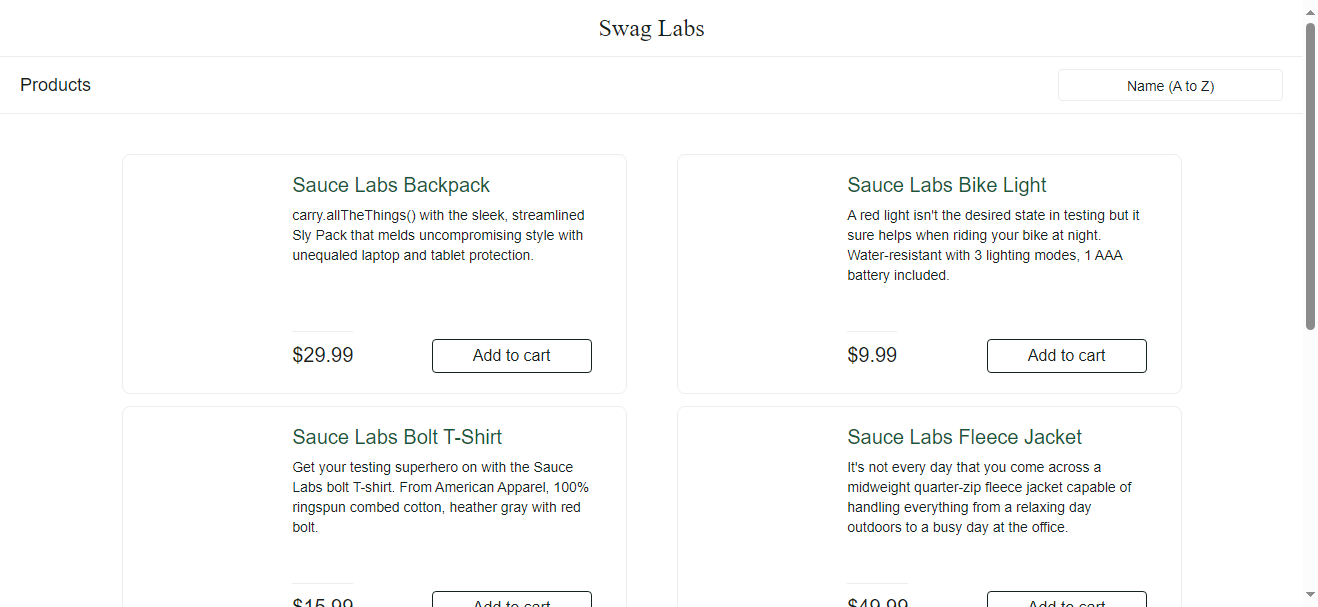 Swag Labs
Products
Name (A to Z)
Sauce Labs Backpack
carry.allTheThings() with the sleek, streamlined
Sly Pack that melds uncompromising style with
unequaled laptop and tablet protection.
$29.99
Add to cart
Sauce Labs Bike Light
A red light isn't the desired state in testing but it
sure helps when riding your bike at night.
Water-resistant with 3 lighting modes, 1 AAA
battery included.
$9.99
Add to cart
Sauce Labs Bolt T-Shirt
Get your testing superhero on with the Sauce
Labs bolt T-shirt. From American Apparel, 100%
ringspun combed cotton, heather gray with red
bolt.
$15.99
Add to cart
Sauce Labs Fleece Jacket
It's not every day that you come across a
midweight quarter-zip fleece jacket capable of
handling everything from a relaxing day
outdoors to a busy day at the office.
$49.99
Add to cart